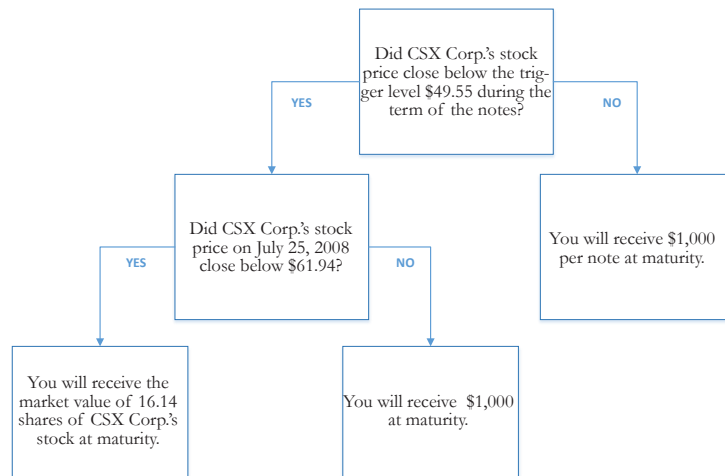 Did CSX Corp.'s stock
price close below the trig-
ger level $49.55 during the
term of the notes?
YES
NO
Did CSX Corp.'s stock
price on July 25, 2008
close below $61.94?
You will receive $1,000
per note at maturity.
YES
NO
You will receive the
market value of 16.14
shares of CSX Corp.'s
stock at maturity.
You will receive $1,000
at maturity.